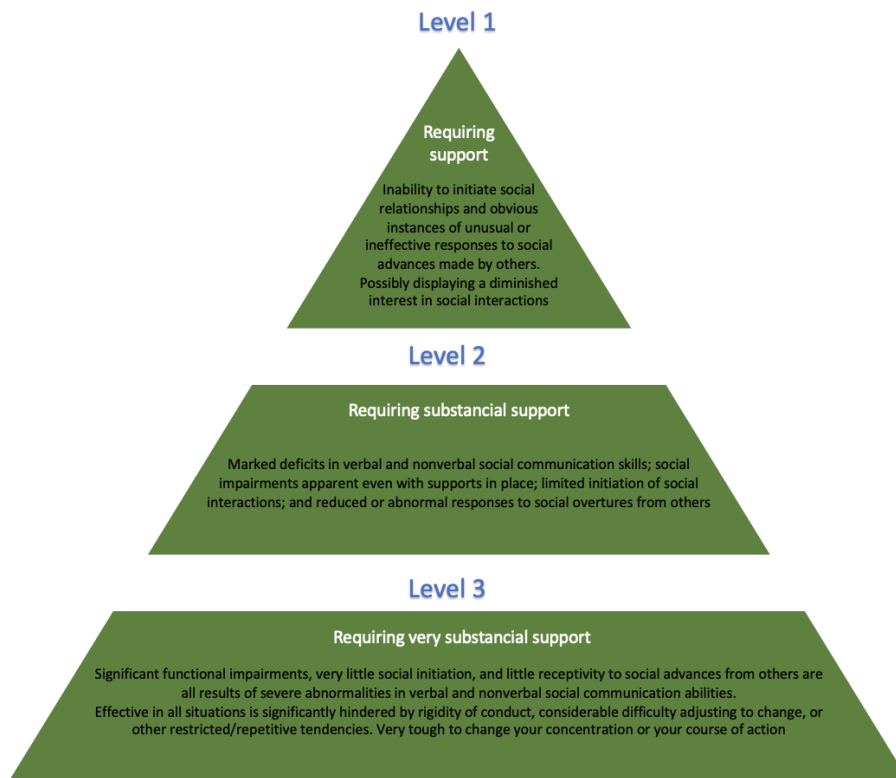 Level 1
Requiring
support
Inability to initiate social
relationships and obvious
instances of unusual or
ineffective responses to social
advances made by others.
Possibly displaying a diminished
interest in social interactions
Level 2
Requiring substancial support
Marked deficits in verbal and nonverbal social communication skills; social
impairments apparent even with supports in place; limited initiation of social
interactions; and reduced or abnormal responses to social overtures from others
Level 3
Requiring very substancial support
Significant functional impairments, very little social initiation, and little receptivity to social advances from others are
all results of severe abnormalities in verbal and nonverbal social communication abilities.
Effective in all situations is significantly hindered by rigidity of conduct, considerable difficulty adjusting to change, or
other restricted/repetitive tendencies. Very tough to change your concentration or your course of action